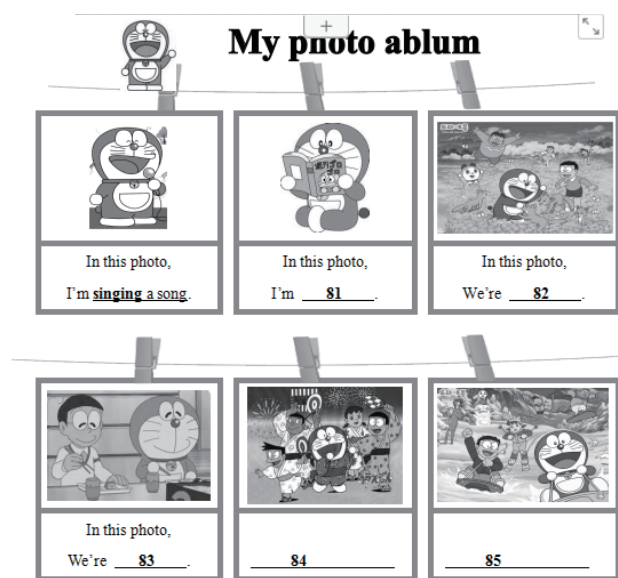 My photo ablum
In this photo,
I'm singing a song.
In this photo,
I'm 81 .
In this photo,
We're 82 .
In this photo,
We're 83 .
84
85